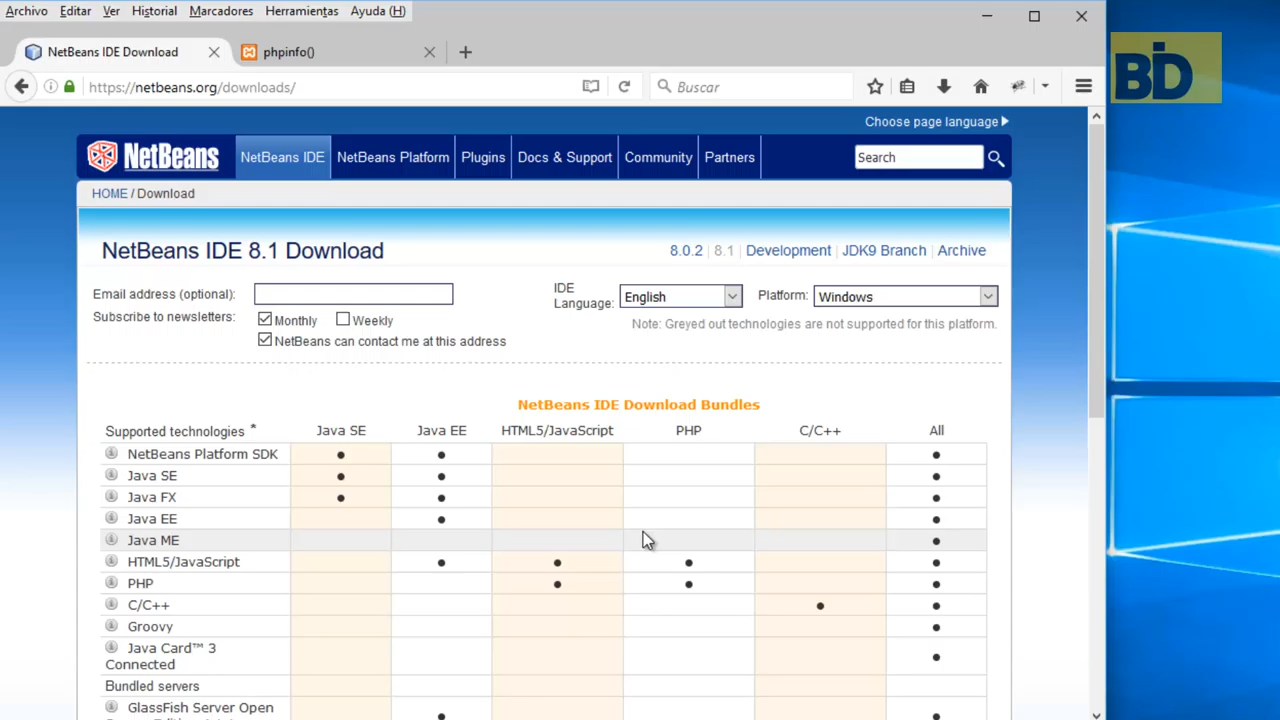 Archivo Editar Ver Historial Marcadores Herramientas Ayuda (H)
NetBeans IDE Download phpinfo()
https://netbeans.org/downloads/ Buscar
BiD
Choose page language
NetBeans NetBeans IDE NetBeans Platform Plugins Docs & Support Community Partners Search
HOME / Download
NetBeans IDE 8.1 Download 8.0.2 | 8.1 | Development | JDK9 Branch | Archive
Email address (optional): IDE Language: English Platform: Windows
Subscribe to newsletters: Monthly Weekly
Note: Greyed out technologies are not supported for this platform.
NetBeans can contact me at this address
NetBeans IDE Download Bundles
Supported technologies * Java SE Java EE HTML5/JavaScript PHP C/C++ All
NetBeans Platform SDK
Java SE
Java FX
Java EE
Java ME
HTML5/JavaScript
PHP
C/C++
Groovy
Java Card™ 3
Connected
Bundled servers
GlassFish Server Open